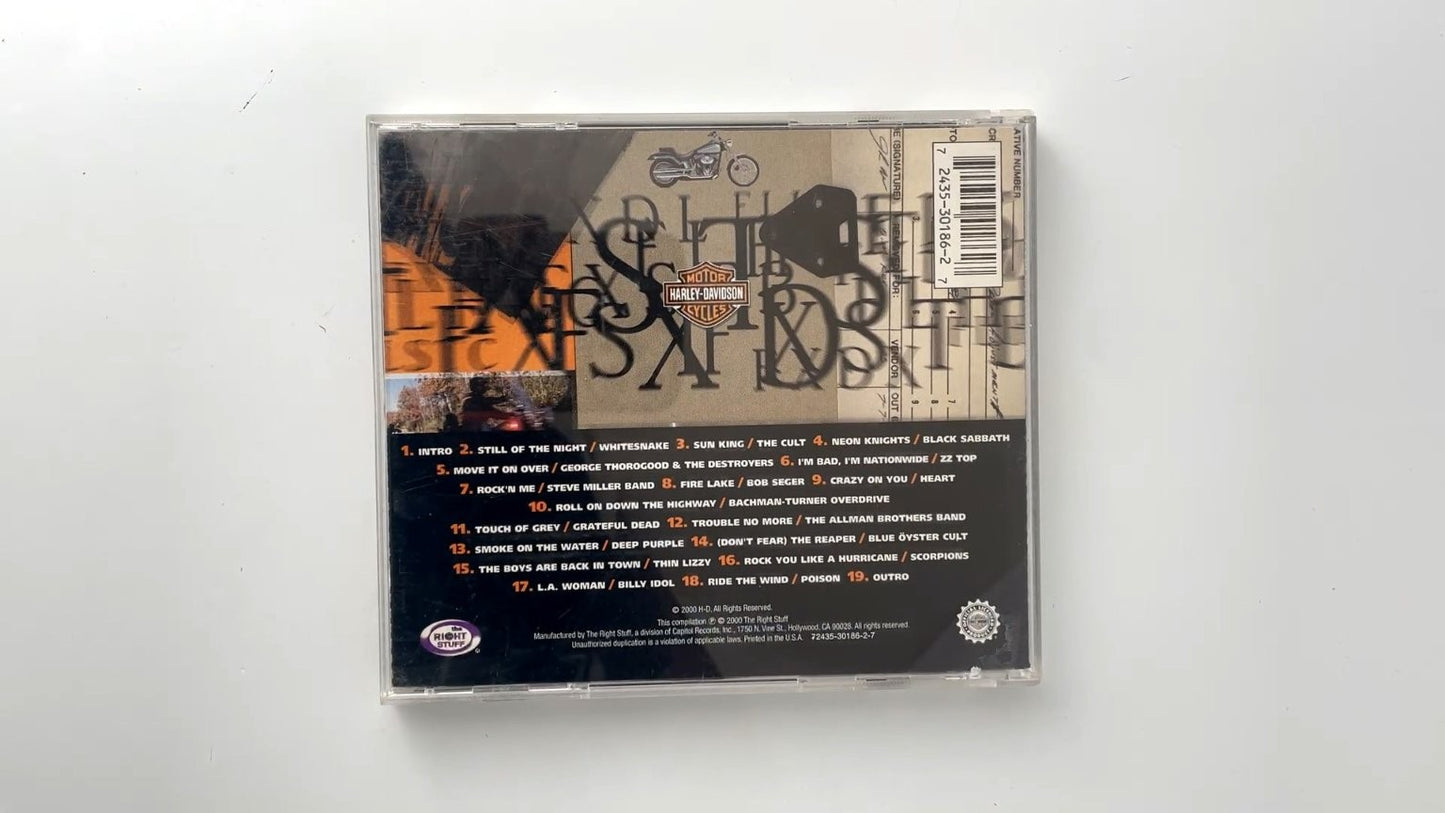 ATIVE NUMBER
E (SIGNATURE)
REM
FOR:
VENDOR
OUT
7 24 35-30186-2 7
MOTOR
HARLEY-DAVIDSON
CYCLES
1. INTRO 2. STILL OF THE NIGHT / WHITESNAKE 3. SUN KING / THE CULT 4. NEON KNIGHTS / BLACK SABBATH
5. MOVE IT ON OVER / GEORGE THOROGOOD & THE DESTROYERS 6. I'M BAD, I'M NATIONWIDE / ZZ TOP
7. ROCK'N ME / STEVE MILLER BAND 8. FIRE LAKE / BOB SEGER 9. CRAZY ON YOU / HEART
10. ROLL ON DOWN THE HIGHWAY / BACHMAN-TURNER OVERDRIVE
11. TOUCH OF GREY / GRATEFUL DEAD 12. TROUBLE NO MORE / THE ALLMAN BROTHERS BAND
13. SMOKE ON THE WATER / DEEP PURPLE 14. (DON'T FEAR) THE REAPER / BLUE ÖYSTER CULT
15. THE BOYS ARE BACK IN TOWN / THIN LIZZY 16. ROCK YOU LIKE A HURRICANE / SCORPIONS
17. L.A. WOMAN / BILLY IDOL 18. RIDE THE WIND / POISON 19. OUTRO
© 2000 H-D, All Rights Reserved.
This compilation ℗ © 2000 The Right Stuff
Manufactured by The Right Stuff, a division of Capitol Records, Inc., 1750 N. Vine St., Hollywood, CA 90028. All rights reserved.
Unauthorized duplication is a violation of applicable laws. Printed in the U.S.A. 72435-30186-2-7
the
RIGHT
STUFF